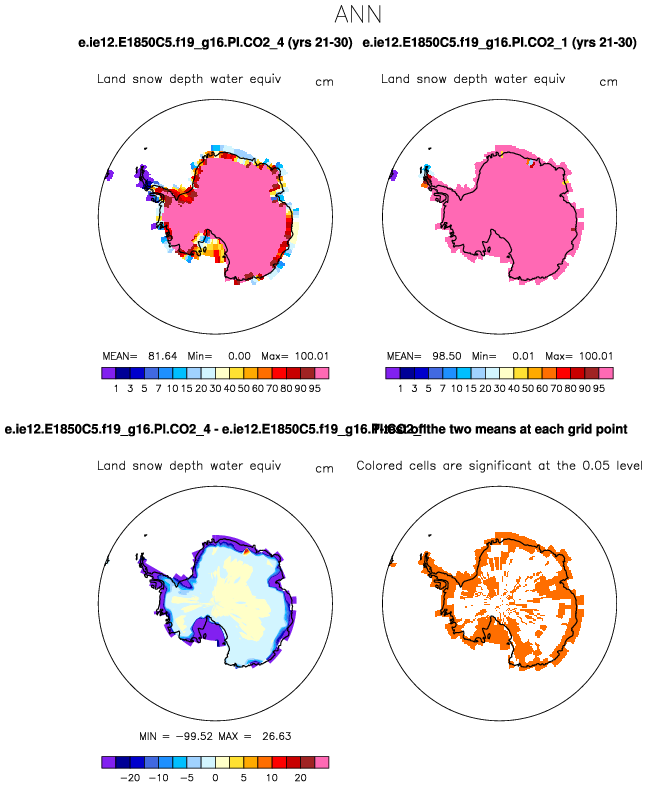 ANN
e.ie12.E1850C5.f19_g16.PI.CO2_4 (yrs 21-30) e.ie12.E1850C5.f19_g16.PI.CO2_1 (yrs 21-30)
Land snow depth water equiv cm Land snow depth water equiv cm
MEAN= 81.64 Min= 0.00 Max= 100.01 MEAN= 98.50 Min= 0.01 Max= 100.01
1 3 5 7 10 15 20 30 40 50 60 70 80 90 95 1 3 5 7 10 15 20 30 40 50 60 70 80 90 95
e.ie12.E1850C5.f19_g16.PI.CO2_4 - e.ie12.E1850C5.f19_g16. the two means at each grid point
Land snow depth water equiv cm Colored cells are significant at the 0.05 level
MIN = −99.52 MAX = 26.63
−20 −10 −5 0 5 10 20